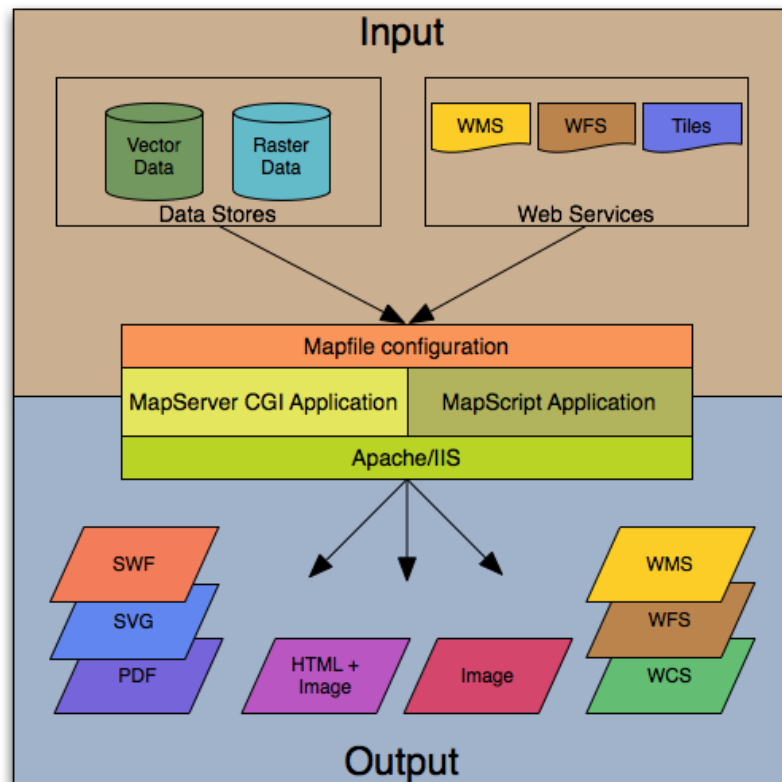 Input
Vector
Data
Raster
Data
Data Stores
WMS
WFS
Tiles
Web Services
Mapfile configuration
MapServer CGI Application
MapScript Application
Apache/IIS
SWF
SVG
PDF
HTML +
Image
Image
WMS
WFS
WCS
Output